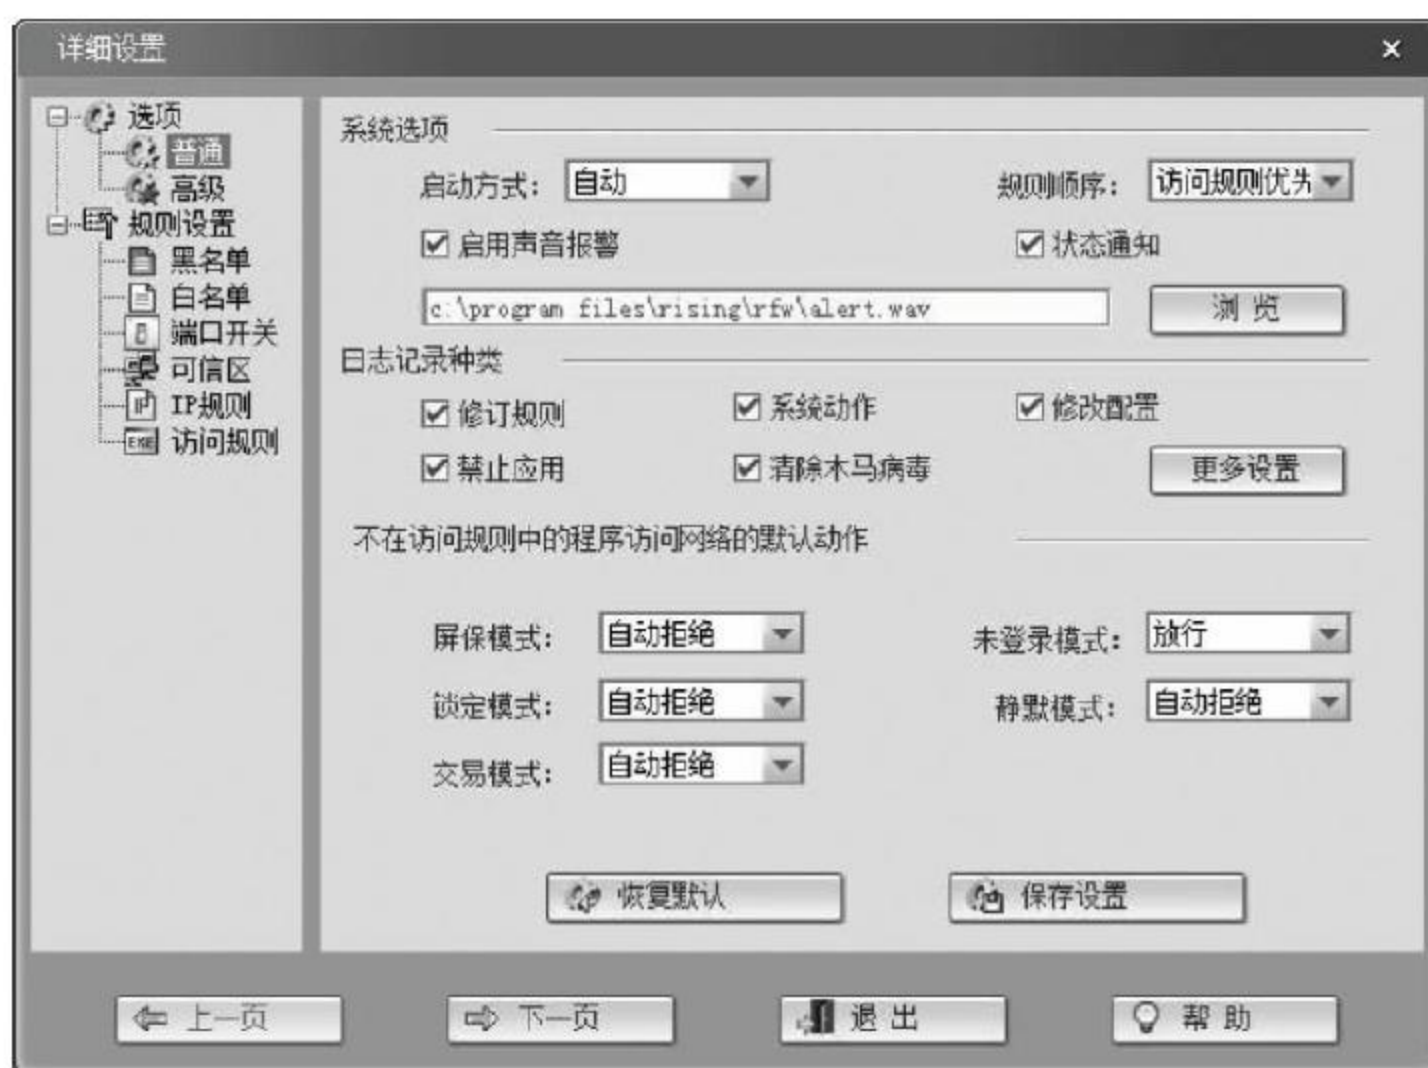 详细设置
选项
普通
高级
规则设置
黑名单
白名单
端口开关
可信区
IP规则
访问规则
系统选项
启动方式： 自动 规则顺序： 访问规则优先
启用声音报警 状态通知
c:\program files\rising\rfw\alert.wav 浏览
日志记录种类
修订规则 系统动作 修改配置
禁止应用 清除木马病毒 更多设置
不在访问规则中的程序访问网络的默认动作
屏保模式： 自动拒绝 未登录模式： 放行
锁定模式： 自动拒绝 静默模式： 自动拒绝
交易模式： 自动拒绝
恢复默认 保存设置
上一页 下一页 退出 帮助